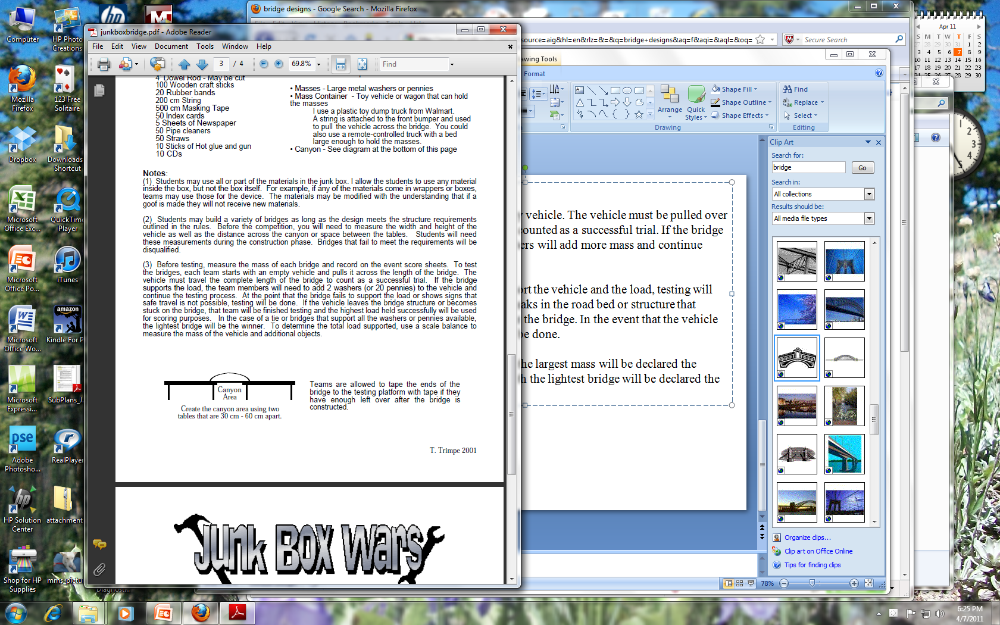 bridge designs - Google Search - Mozilla Firefox
Computer
HP Photo
Creations
Mozilla
Firefox
123 Free
Solitaire
Dropbox
Downloads
Shortcut
Microsoft
Office Exc...
QuickTime
Player
Microsoft
Office Po...
iTunes
Microsoft
Office Wo...
amazon
Kindle For P
Microsoft
Expressi...
SubPlans_J
pse
Adobe
Photosho...
RealPlayer
HP Solution
Center
attachment
Shop for HP
Supplies
mms_pictu
junkboxbridge.pdf - Adobe Reader
File Edit View Document Tools Window Help
3 / 4
69.8%
Find
4' Dowel Rod - May be cut
100 Wooden craft sticks
20 Rubber bands
200 cm String
500 cm Masking Tape
50 Index cards
5 Sheets of Newspaper
50 Pipe cleaners
50 Straws
10 Sticks of Hot glue and gun
10 CDs
• Masses - Large metal washers or pennies
• Mass Container - Toy vehicle or wagon that can hold
the masses
I use a plastic toy dump truck from Walmart.
A string is attached to the front bumper and used
to pull the vehicle across the bridge. You could
also use a remote-controlled truck with a bed
large enough to hold the masses.
• Canyon - See diagram at the bottom of this page
Notes:
(1) Students may use all or part of the materials in the junk box. I allow the students to use any material
inside the box, but not the box itself. For example, if any of the materials come in wrappers or boxes,
teams may use those for the device. The materials may be modified with the understanding that if a
goof is made they will not receive new materials.
(2) Students may build a variety of bridges as long as the design meets the structure requirements
outlined in the rules. Before the competition, you will need to measure the width and height of the
vehicle as well as the distance across the canyon or space between the tables. Students will need
these measurements during the construction phase. Bridges that fail to meet the requirements will be
disqualified.
(3) Before testing, measure the mass of each bridge and record on the event score sheets. To test
the bridges, each team starts with an empty vehicle and pulls it across the length of the bridge. The
vehicle must travel the complete length of the bridge to count as a successful trial. If the bridge
supports the load, the team members will need to add 2 washers (or 20 pennies) to the vehicle and
continue the testing process. At the point that the bridge fails to support the load or shows signs that
safe travel is not possible, testing will be done. If the vehicle leaves the bridge structure or becomes
stuck on the bridge, that team will be finished testing and the highest load held successfully will be used
for scoring purposes. In the case of a tie or bridges that support all the washers or pennies available,
the lightest bridge will be the winner. To determine the total load supported, use a scale balance to
measure the mass of the vehicle and additional objects.
Canyon
Area
Create the canyon area using two
tables that are 30 cm - 60 cm apart.
Teams are allowed to tape the ends of the
bridge to the testing platform with tape if they
have enough left over after the bridge is
constructed.
T. Trimpe 2001
Junk Box Wars
source=aig&hl=en&rlz=&=&q=bridge+designs&aq=f&aqi=&aql=&oq=
Secure Search
awing Tools
Format
Arrange
Quick
Styles
Shape Fill
Shape Outline
Shape Effects
Drawing
Find
Replace
Select
Editing
y vehicle. The vehicle must be pulled over
counted as a successful trial. If the bridge
ers will add more mass and continue
ort the vehicle and the load, testing will
aks in the road bed or structure that
the bridge. In the event that the vehicle
be done.
he largest mass will be declared the
h the lightest bridge will be declared the
Clip Art
Search for:
bridge
Go
Search in:
All collections
Results should be:
All media file types
Organize clips...
Clip art on Office Online
Tips for finding clips
78%
Apr 11
S M T W T F S
27 28 29 30 31 1 2
3 4 5 6 7 8 9
10 11 12 13 14 15 16
17 18 19 20 21 22 23
24 25 26 27 28 29 30
6:25 PM
4/7/2011